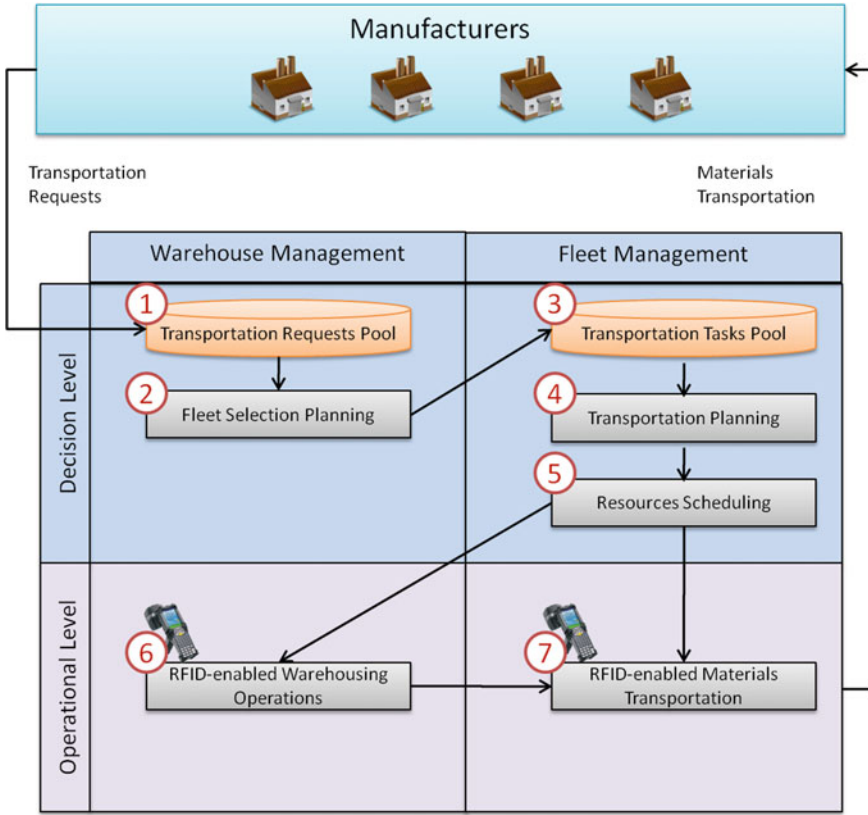 Manufacturers
Transportation
Requests
Materials
Transportation
Warehouse Management
Fleet Management
Decision Level
1
Transportation Requests Pool
3
Transportation Tasks Pool
2
Fleet Selection Planning
4
Transportation Planning
5
Resources Scheduling
Operational Level
6
RFID-enabled Warehousing
Operations
7
RFID-enabled Materials
Transportation